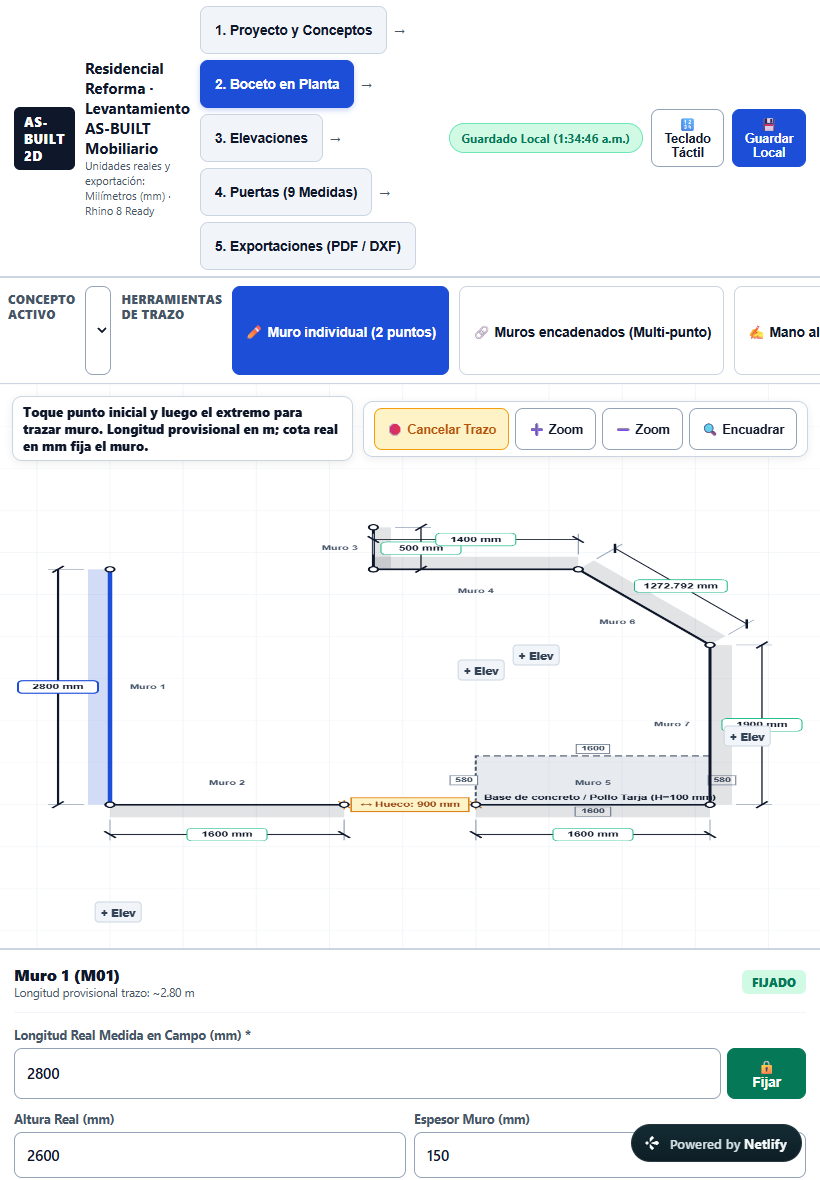 AS-
BUILT
2D
Residencial
Reforma ·
Levantamiento
AS-BUILT
Mobiliario
Unidades reales y
exportación:
Milímetros (mm) ·
Rhino 8 Ready
1. Proyecto y Conceptos →
2. Boceto en Planta →
3. Elevaciones →
4. Puertas (9 Medidas) →
5. Exportaciones (PDF / DXF)
Guardado Local (1:34:46 a.m.)
Teclado
Táctil
Guardar
Local
CONCEPTO
ACTIVO
HERRAMIENTAS
DE TRAZO
Muro individual (2 puntos)
Muros encadenados (Multi-punto)
Mano al
Toque punto inicial y luego el extremo para
trazar muro. Longitud provisional en m; cota real
en mm fija el muro.
Cancelar Trazo
+ Zoom
− Zoom
Encuadrar
1400 mm
Muro 3
500 mm
1272.792 mm
Muro 4
Muro 6
+ Elev
+ Elev
2800 mm
Muro 1
Muro 7
1900 mm
+ Elev
1600
580
Muro 2
Muro 5
580
Base de concreto / Pollo Tarja (H=100 mm)
↔ Hueco: 900 mm
1600
1600 mm
1600 mm
+ Elev
Muro 1 (M01)
Longitud provisional trazo: ~2.80 m
FIJADO
Longitud Real Medida en Campo (mm) *
2800
Fijar
Altura Real (mm)
Espesor Muro (mm)
2600
150
Powered by Netlify